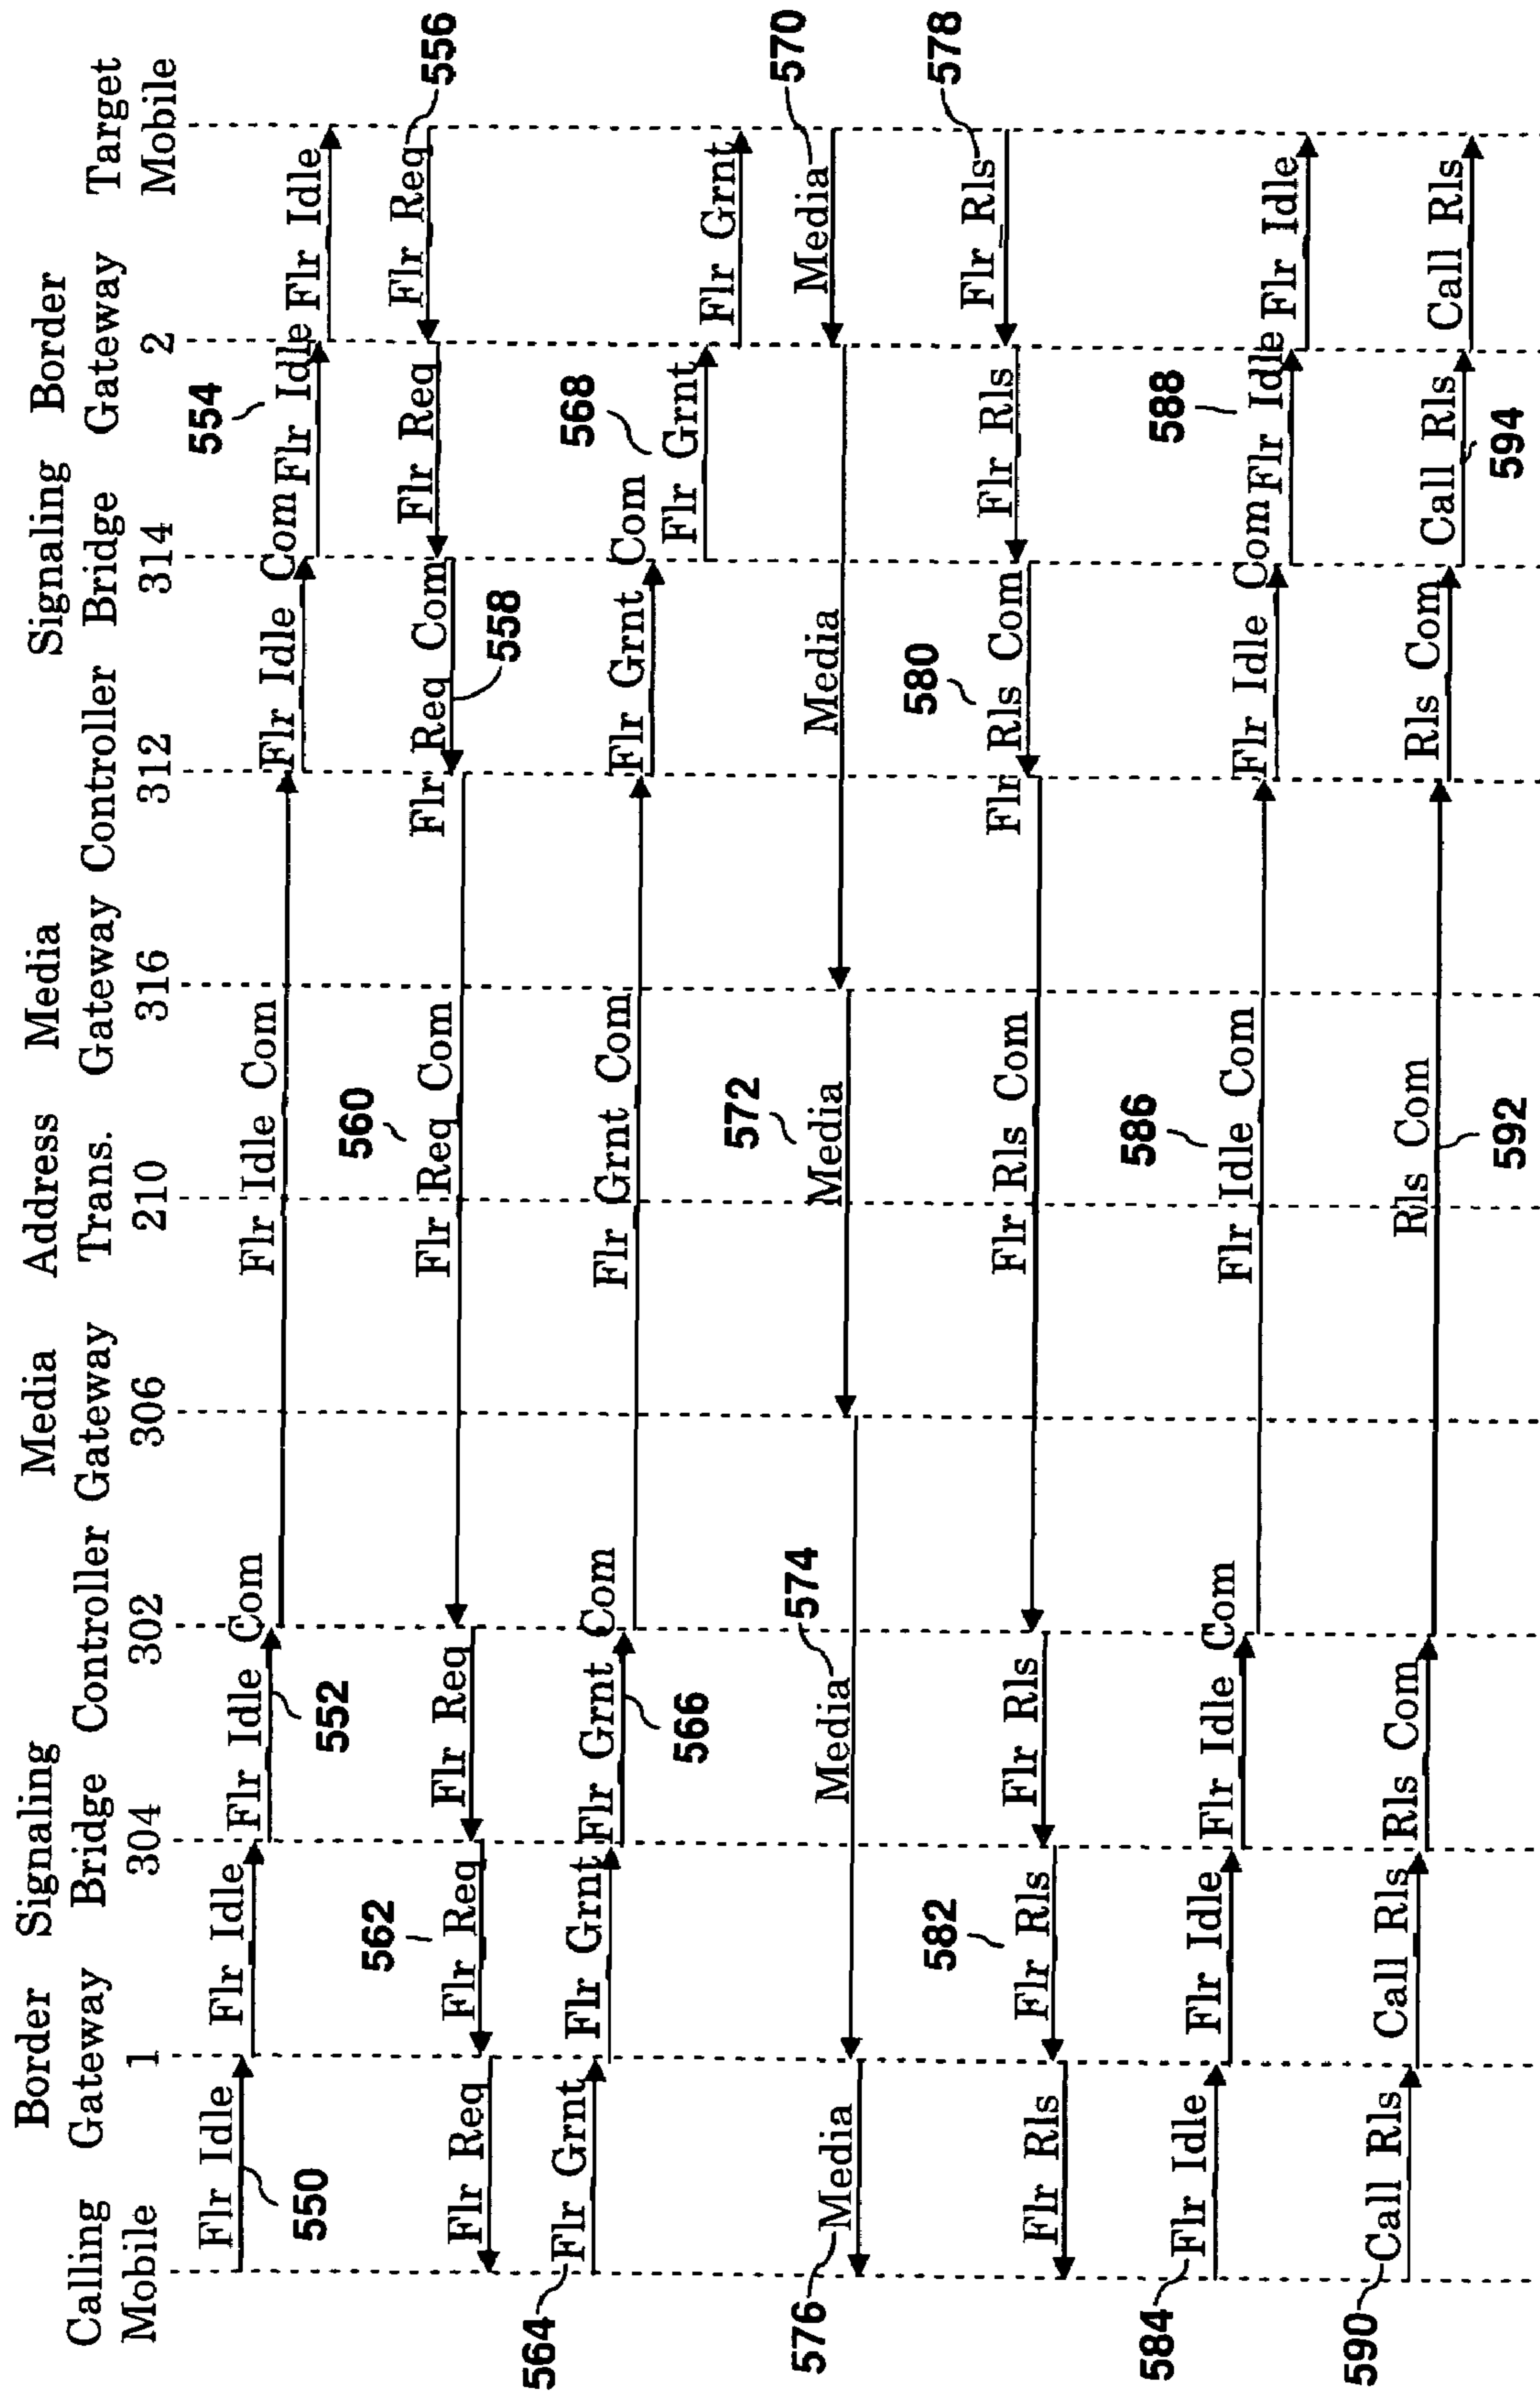 Calling Mobile
Border Gateway 1
Signaling Bridge 304
Controller 302
Media Gateway 306
Address Trans. 210
Media Gateway 316
Controller 312
Signaling Bridge 314
Border Gateway 2
Target Mobile
Flr Idle
550
Flr Idle
Flr Idle Com
552
Flr Idle Com
Flr Idle Com
Flr Idle
554
Flr Idle
Flr Req
556
Flr Req
Flr Req Com
558
Flr Req Com
560
Flr Req
Flr Req
562
Flr Req
564
Flr Grnt
Flr Grnt
Flr Grnt Com
566
Flr Grnt Com
Flr Grnt Com
Flr Grnt
568
Flr Grnt
Media
570
Media
Media
572
Media
574
Media
576
Flr Rls
578
Flr Rls
Flr Rls Com
580
Flr Rls Com
Flr Rls
Flr Rls
582
Flr Rls
584
Flr Idle
Flr Idle
Flr Idle Com
Flr Idle Com
586
Flr Idle Com
Flr Idle
588
Flr Idle
590
Call Rls
Call Rls
Rls Com
Rls Com
592
Rls Com
Call Rls
594
Call Rls